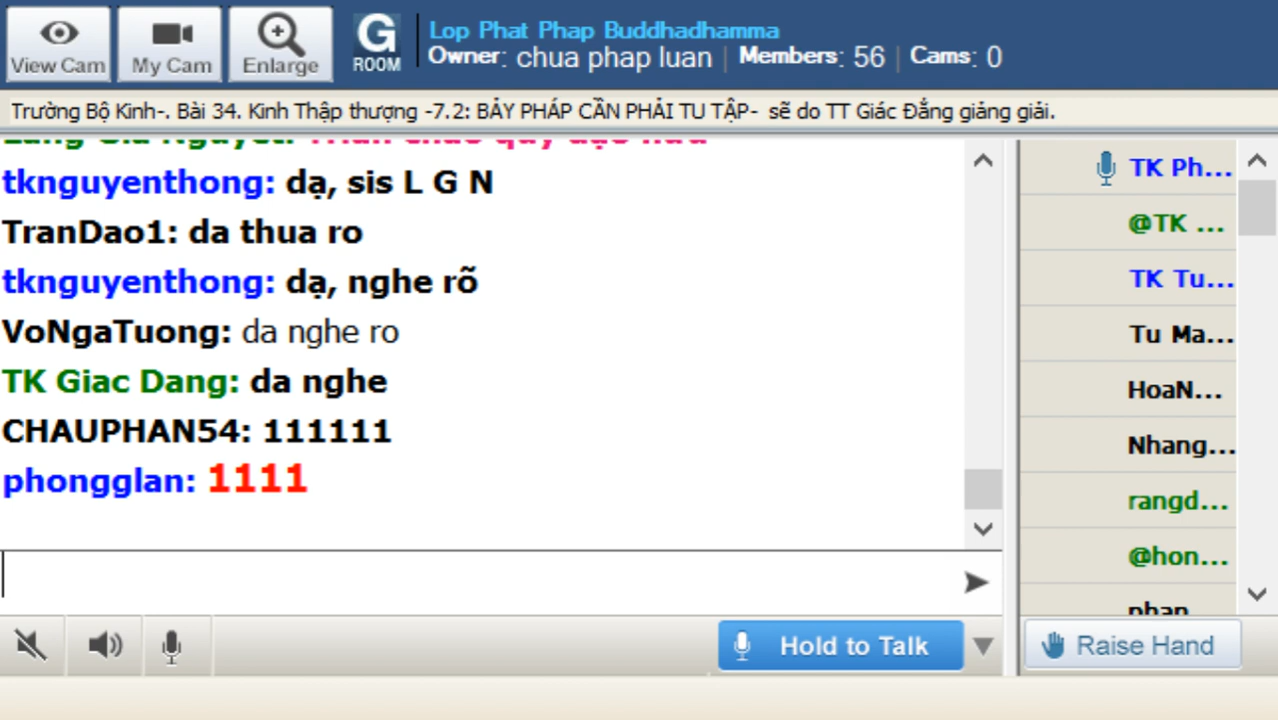 View Cam
My Cam
Enlarge
G
ROOM
Lop Phat Phap Buddhadhamma
Owner: chua phap luan | Members: 56 | Cams: 0
Trường Bộ Kinh-. Bài 34. Kinh Thập thượng -7.2: BẢY PHÁP CẦN PHẢI TU TẬP- sẽ do TT Giác Đẳng giảng giải.
tknguyenthong: dạ, sis L G N
TranDao1: da thua ro
tknguyenthong: dạ, nghe rõ
VoNgaTuong: da nghe ro
TK Giac Dang: da nghe
CHAUPHAN54: 111111
phongglan: 1111
TK Ph...
@TK ...
TK Tu...
Tu Ma...
HoaN...
Nhang...
rangd...
@hon...
phap
Hold to Talk
Raise Hand